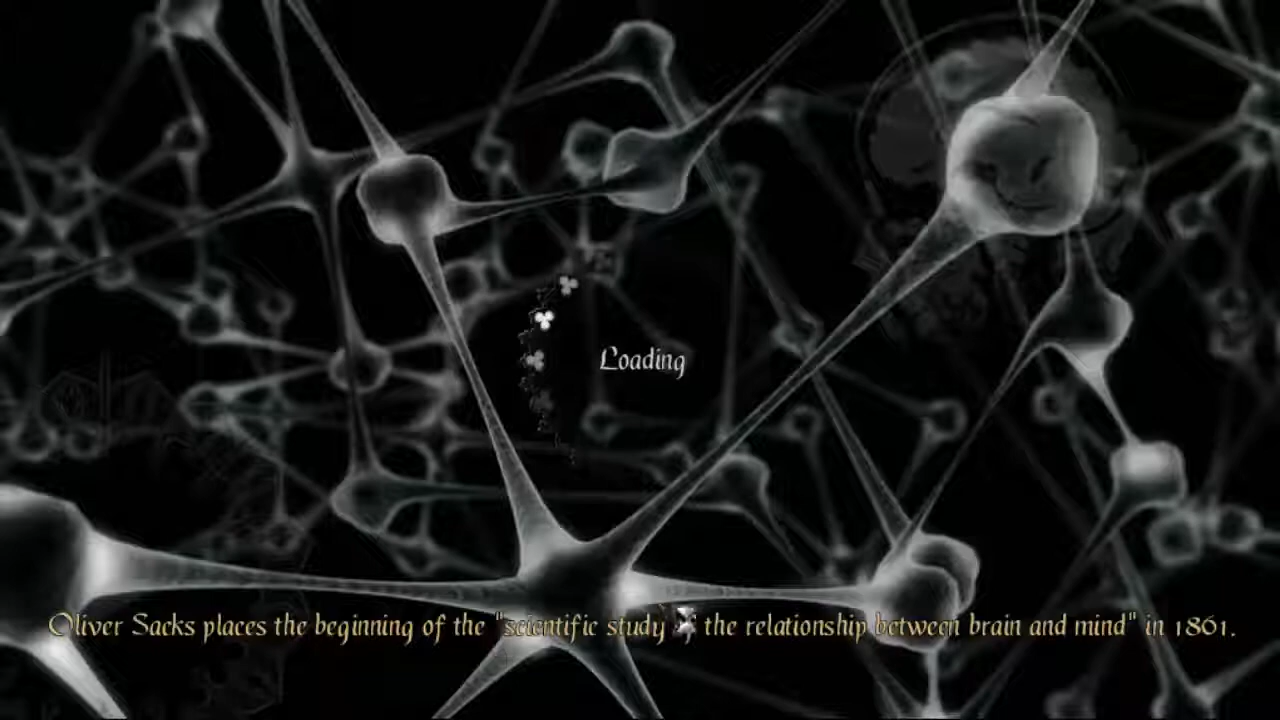 Loading
Oliver Sacks places the beginning of the "scientific study the relationship between brain and mind" in 1861.